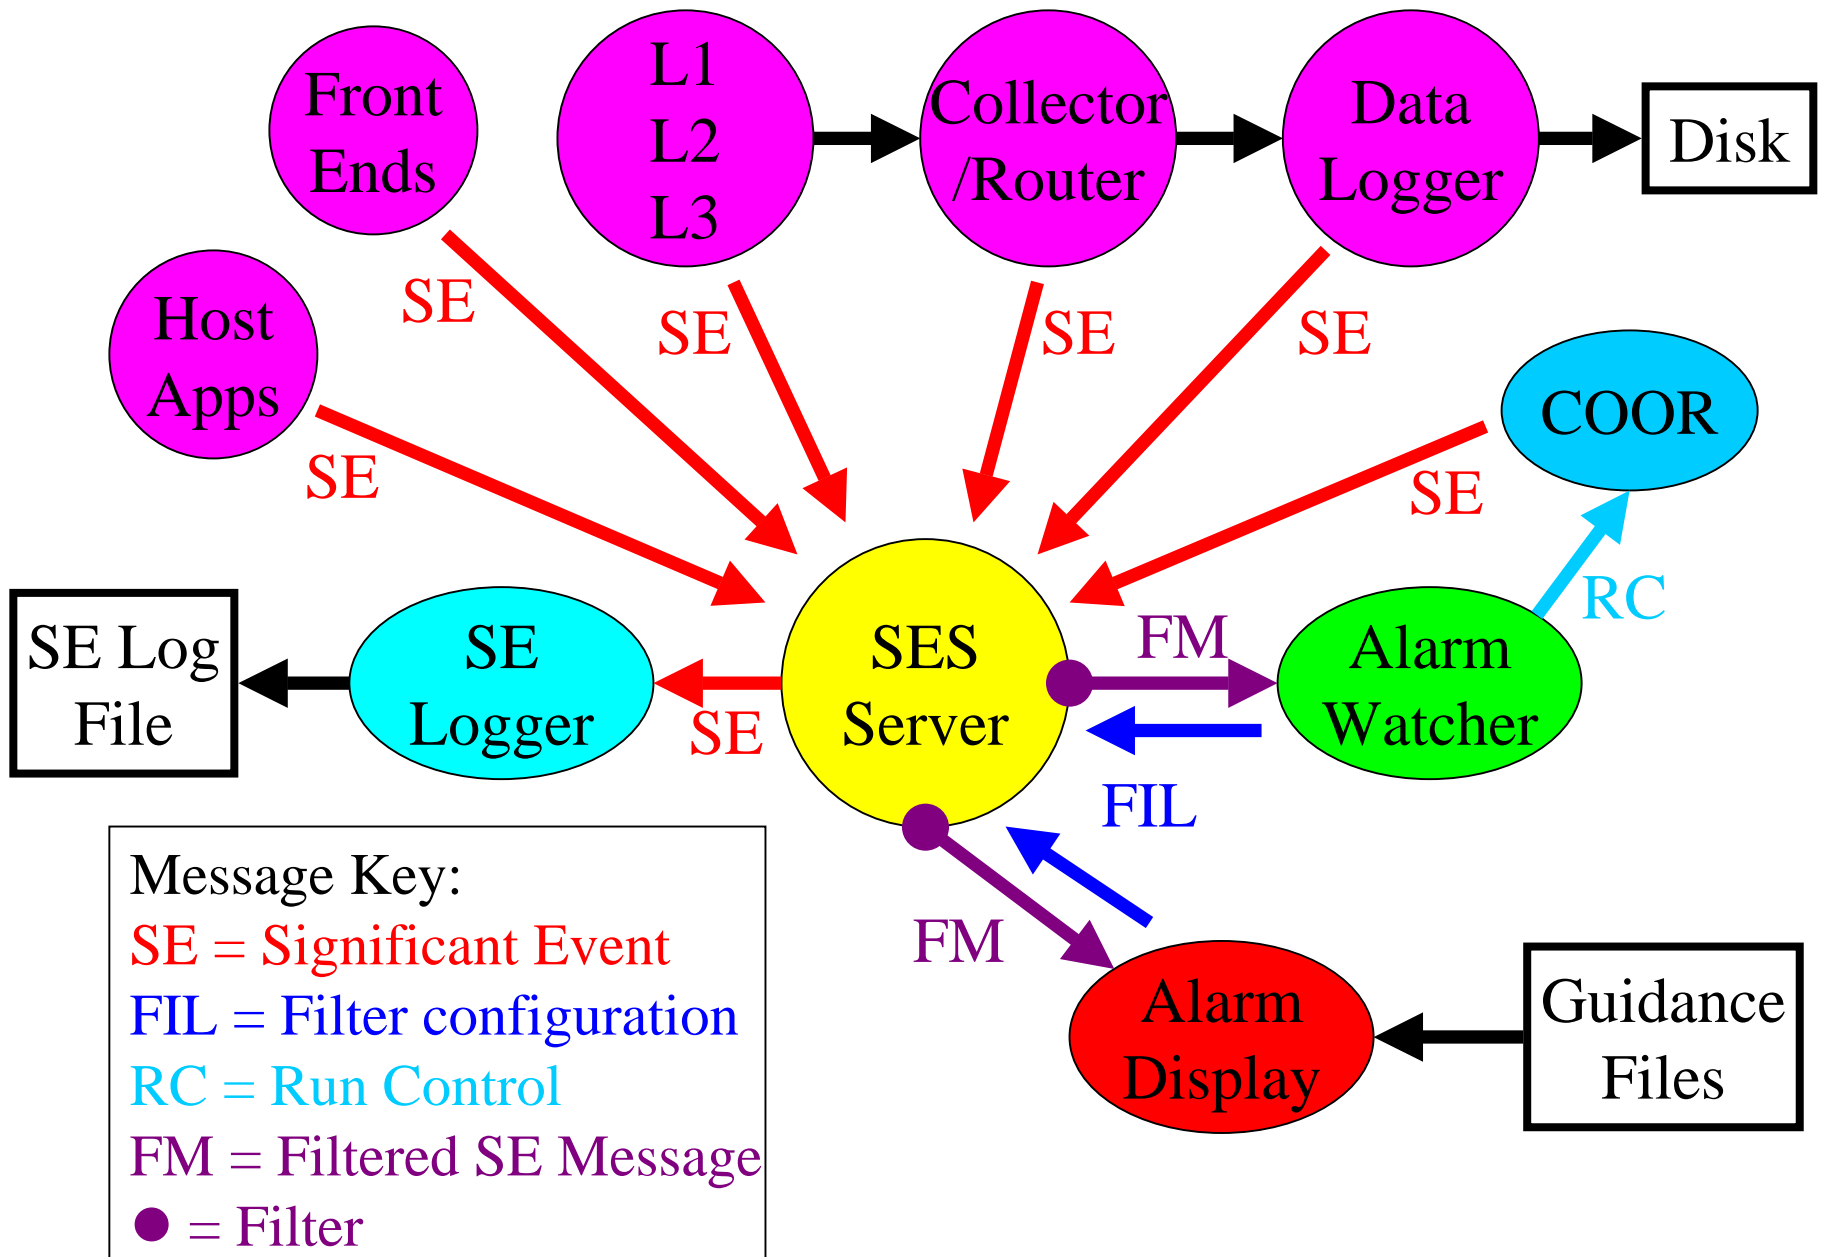 Front
Ends
L1
L2
L3
Collector
/Router
Data
Logger
Disk
Host
Apps
SE
SE
SE
SE
SE
COOR
SE
RC
SE Log
File
SE
Logger
SE
SES
Server
FM
Alarm
Watcher
FIL
FM
Alarm
Display
Guidance
Files
Message Key:
SE = Significant Event
FIL = Filter configuration
RC = Run Control
FM = Filtered SE Message
● = Filter